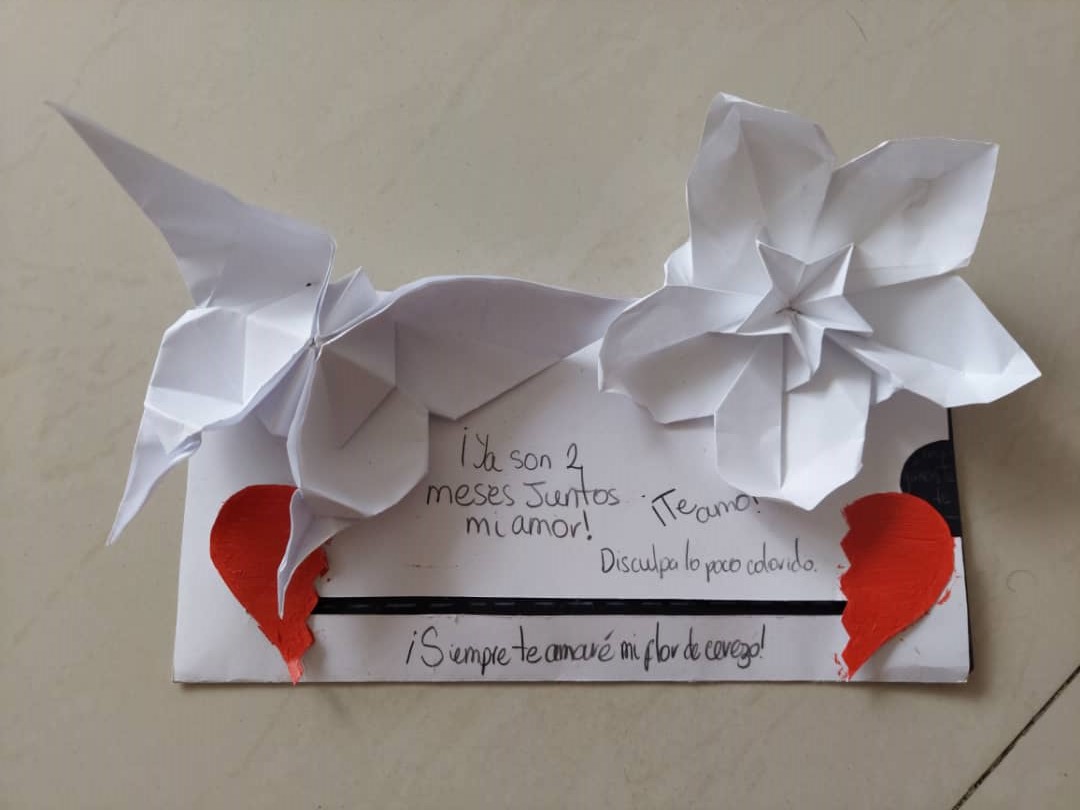 ¡Ya son 2
meses Juntos
mi amor!
¡Te amo!
Disculpa lo poco colorido.
¡Siempre te amaré mi flor de cerezo!